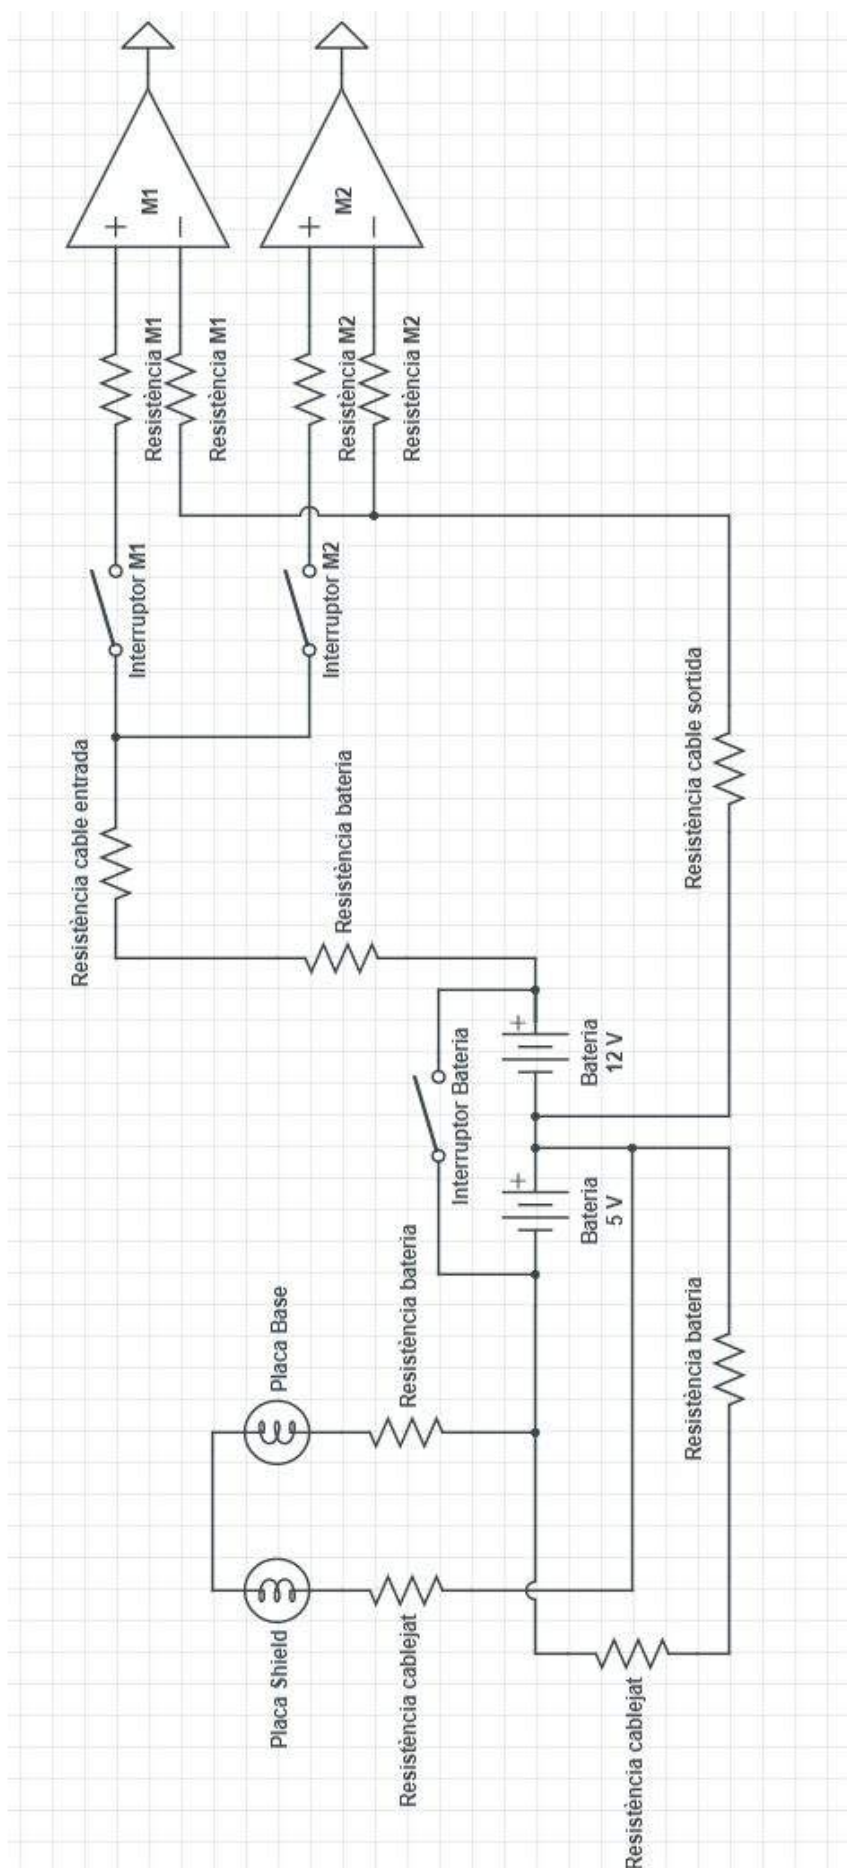 M1
+
−
M2
+
−
Resistència M1
Resistència M1
Resistència M2
Resistència M2
Interruptor M1
Interruptor M2
Resistència cable entrada
Resistència bateria
Resistència cable sortida
Interruptor Bateria
+
Bateria
12 V
+
Bateria
5 V
Placa Base
Resistència bateria
Resistència bateria
Placa Shield
Resistència cablejat
Resistència cablejat